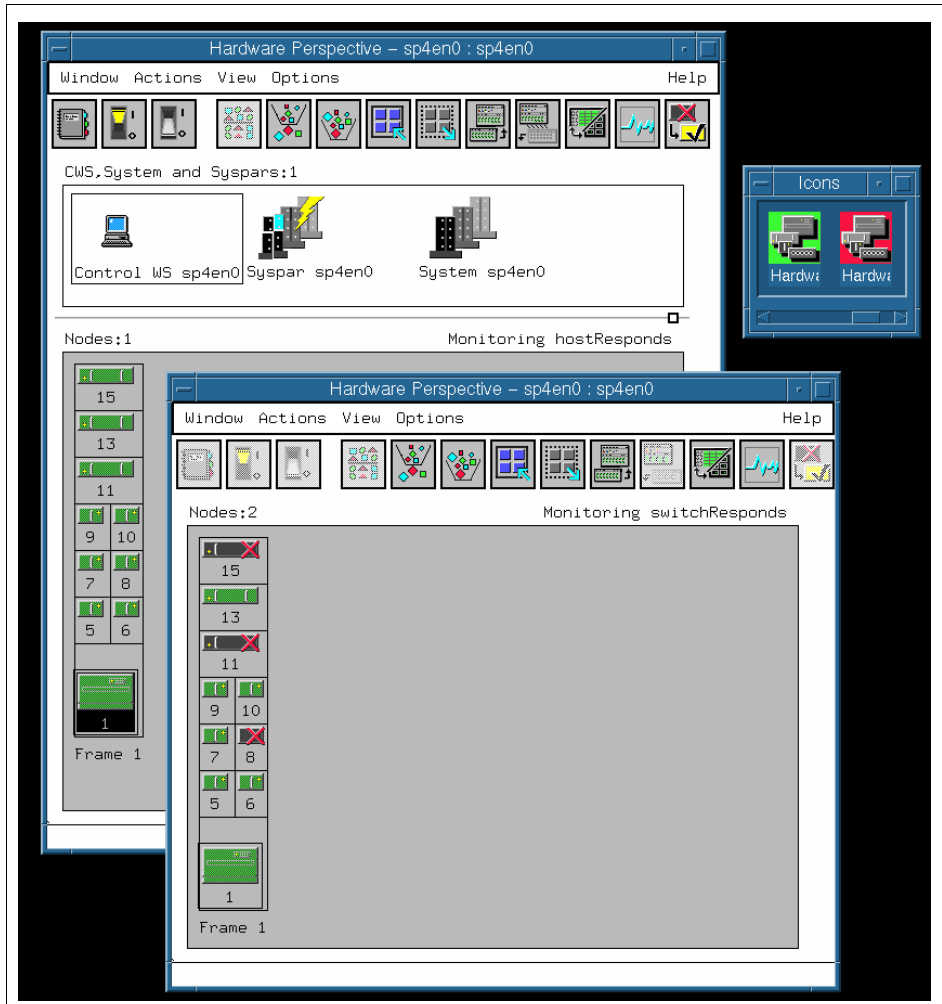 Hardware Perspective – sp4en0 : sp4en0
Window Actions View Options Help
CWS,System and Syspars:1
Control WS sp4en0 Syspar sp4en0 System sp4en0
Nodes:1 Monitoring hostResponds
15
13
11
9 10
7 8
5 6
1
Frame 1
Icons
Hardwa Hardwa
Hardware Perspective – sp4en0 : sp4en0
Window Actions View Options Help
Nodes:2 Monitoring switchResponds
15
13
11
9 10
7 8
5 6
1
Frame 1